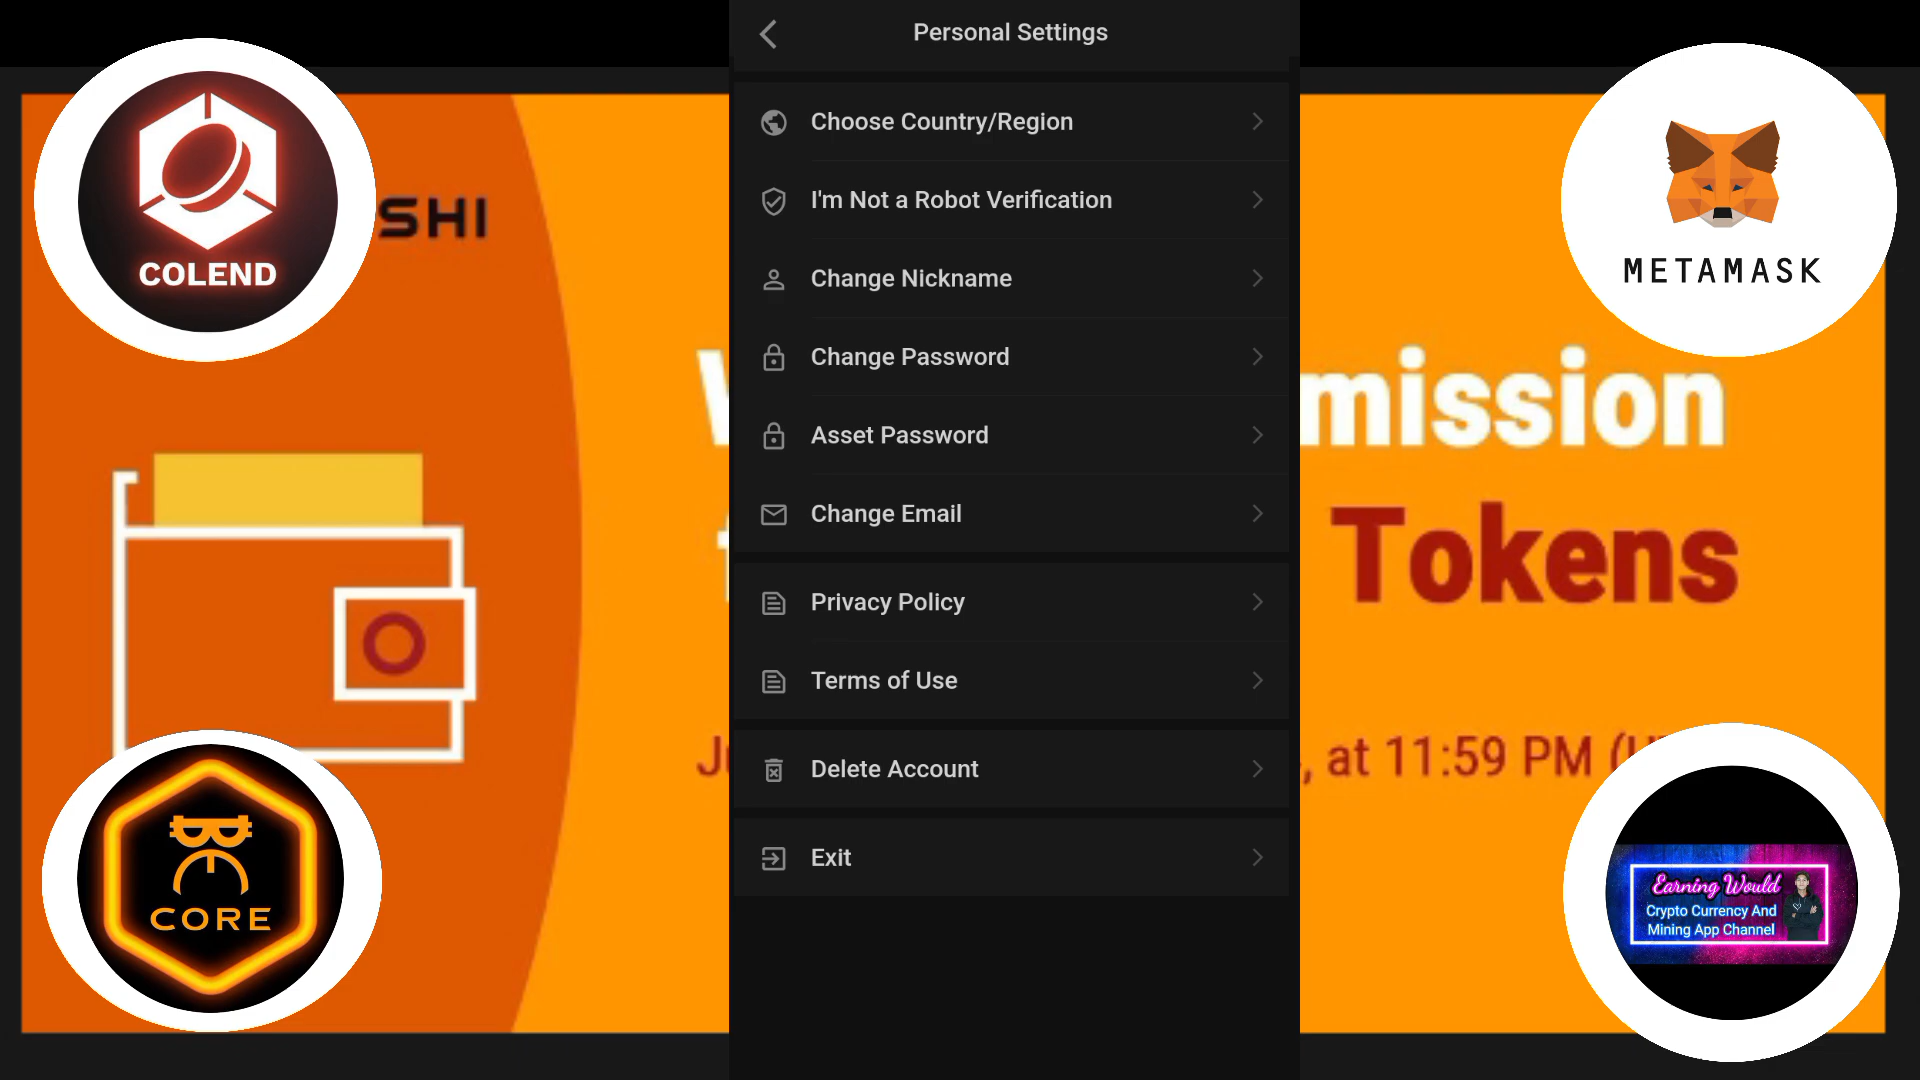 Personal Settings
Choose Country/Region
I'm Not a Robot Verification
Change Nickname
Change Password
Asset Password
Change Email
Privacy Policy
Terms of Use
Delete Account
Exit
COLEND
SHI
METAMASK
mission
Tokens
, at 11:59 PM
CORE
Earning Would
Crypto Currency And
Mining App Channel